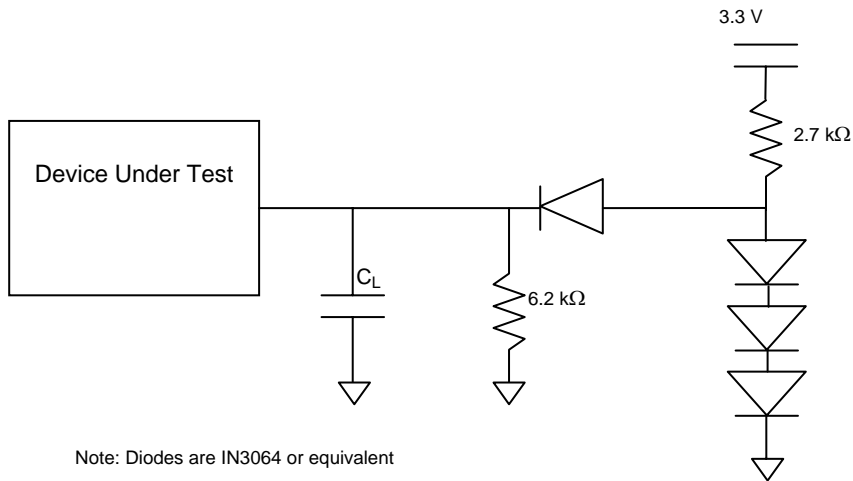 3.3 V
2.7 kΩ
Device Under Test
CL
6.2 kΩ
Note: Diodes are IN3064 or equivalent